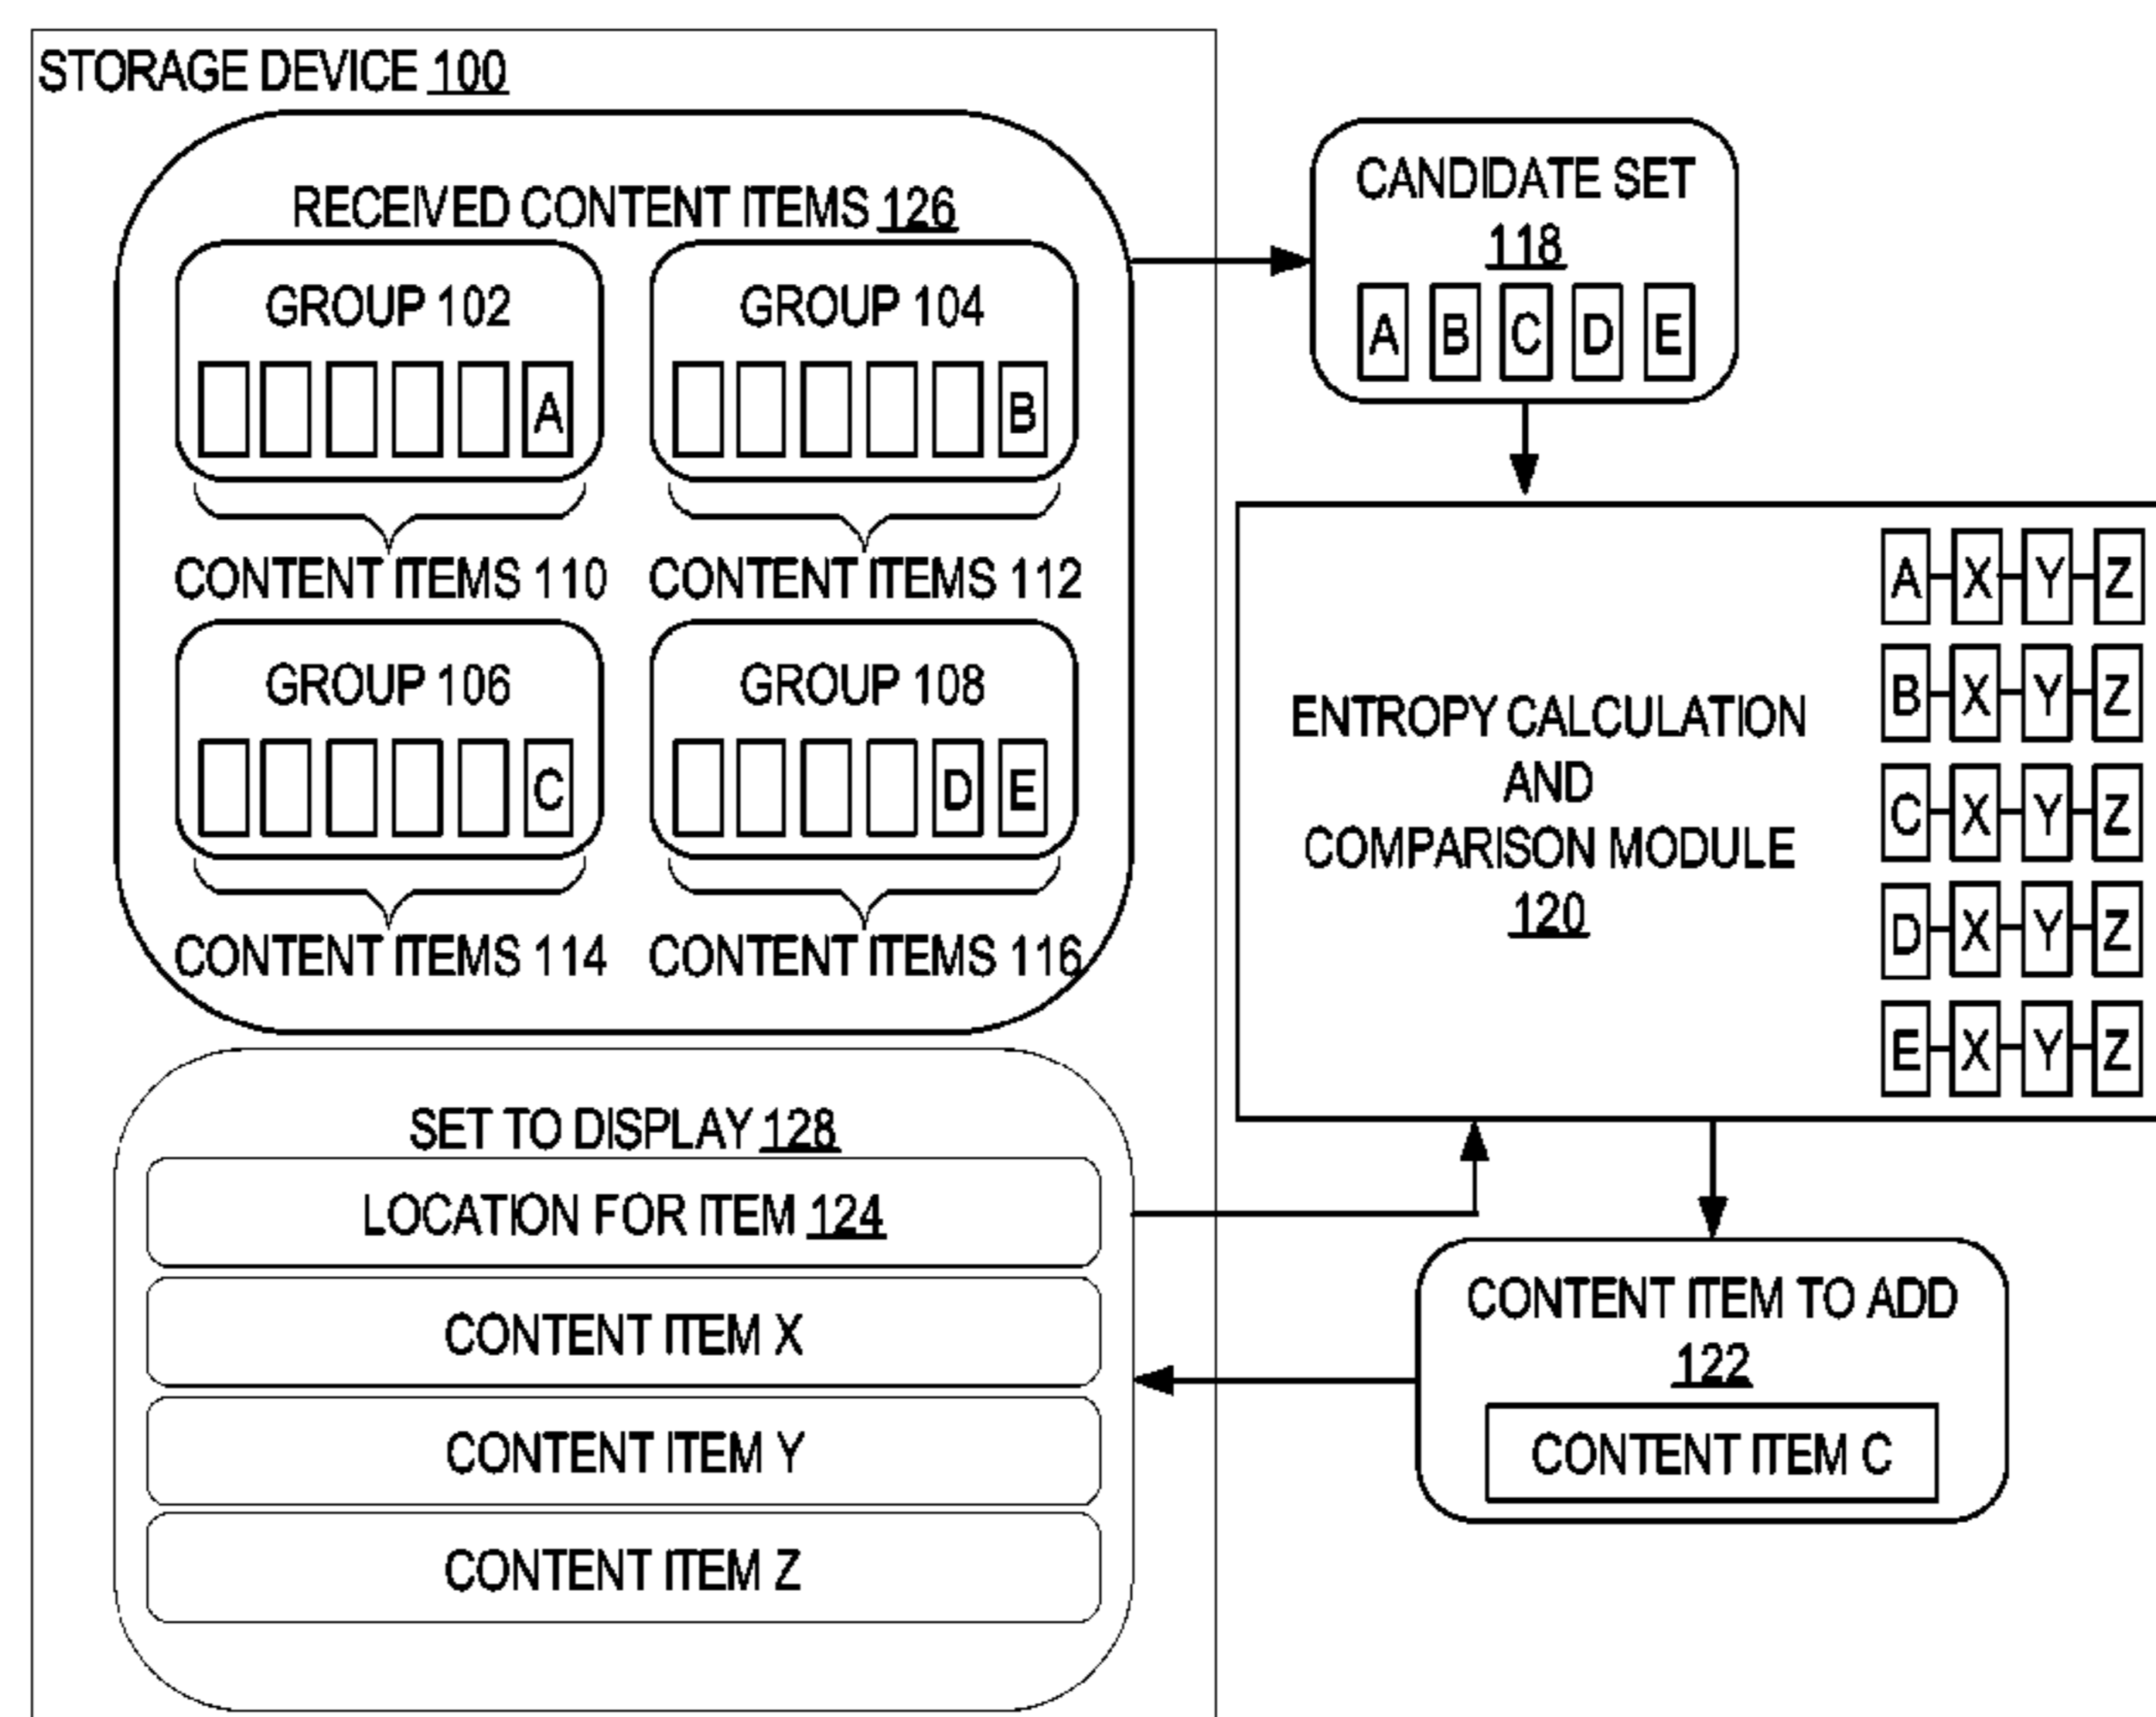 STORAGE DEVICE 100
RECEIVED CONTENT ITEMS 126
GROUP 102
A
CONTENT ITEMS 110
GROUP 104
B
CONTENT ITEMS 112
GROUP 106
C
CONTENT ITEMS 114
GROUP 108
D E
CONTENT ITEMS 116
CANDIDATE SET
118
A B C D E
ENTROPY CALCULATION
AND
COMPARISON MODULE
120
A X Y Z
B X Y Z
C X Y Z
D X Y Z
E X Y Z
SET TO DISPLAY 128
LOCATION FOR ITEM 124
CONTENT ITEM X
CONTENT ITEM Y
CONTENT ITEM Z
CONTENT ITEM TO ADD
122
CONTENT ITEM C